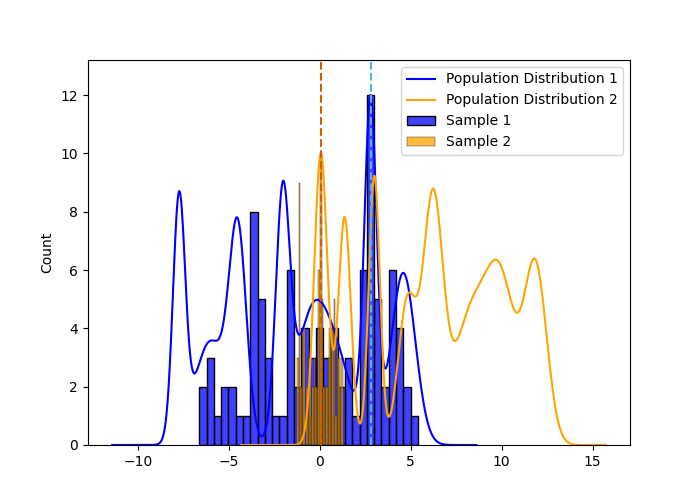 Population Distribution 1
Population Distribution 2
Sample 1
Sample 2
Count
12
10
8
6
4
2
0
−10
−5
0
5
10
15